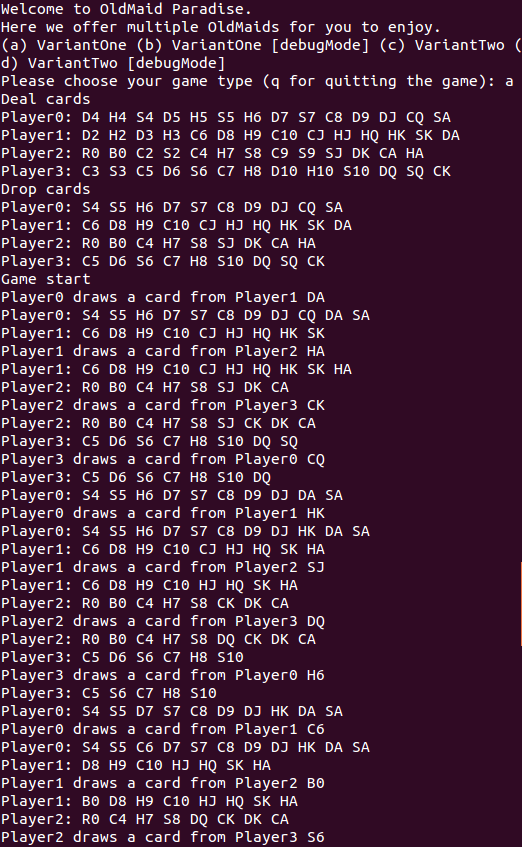 Welcome to OldMaid Paradise.
Here we offer multiple OldMaids for you to enjoy.
(a) VariantOne (b) VariantOne [debugMode] (c) VariantTwo (
d) VariantTwo [debugMode]
Please choose your game type (q for quitting the game): a
Deal cards
Player0: D4 H4 S4 D5 H5 S5 H6 D7 S7 C8 D9 DJ CQ SA
Player1: D2 H2 D3 H3 C6 D8 H9 C10 CJ HJ HQ HK SK DA
Player2: R0 B0 C2 S2 C4 H7 S8 C9 S9 SJ DK CA HA
Player3: C3 S3 C5 D6 S6 C7 H8 D10 H10 S10 DQ SQ CK
Drop cards
Player0: S4 S5 H6 D7 S7 C8 D9 DJ CQ SA
Player1: C6 D8 H9 C10 CJ HJ HQ HK SK DA
Player2: R0 B0 C4 H7 S8 SJ DK CA HA
Player3: C5 D6 S6 C7 H8 S10 DQ SQ CK
Game start
Player0 draws a card from Player1 DA
Player0: S4 S5 H6 D7 S7 C8 D9 DJ CQ DA SA
Player1: C6 D8 H9 C10 CJ HJ HQ HK SK
Player1 draws a card from Player2 HA
Player1: C6 D8 H9 C10 CJ HJ HQ HK SK HA
Player2: R0 B0 C4 H7 S8 SJ DK CA
Player2 draws a card from Player3 CK
Player2: R0 B0 C4 H7 S8 SJ CK DK CA
Player3: C5 D6 S6 C7 H8 S10 DQ SQ
Player3 draws a card from Player0 CQ
Player3: C5 D6 S6 C7 H8 S10 DQ
Player0: S4 S5 H6 D7 S7 C8 D9 DJ DA SA
Player0 draws a card from Player1 HK
Player0: S4 S5 H6 D7 S7 C8 D9 DJ HK DA SA
Player1: C6 D8 H9 C10 CJ HJ HQ SK HA
Player1 draws a card from Player2 SJ
Player1: C6 D8 H9 C10 HJ HQ SK HA
Player2: R0 B0 C4 H7 S8 CK DK CA
Player2 draws a card from Player3 DQ
Player2: R0 B0 C4 H7 S8 DQ CK DK CA
Player3: C5 D6 S6 C7 H8 S10
Player3 draws a card from Player0 H6
Player3: C5 S6 C7 H8 S10
Player0: S4 S5 D7 S7 C8 D9 DJ HK DA SA
Player0 draws a card from Player1 C6
Player0: S4 S5 C6 D7 S7 C8 D9 DJ HK DA SA
Player1: D8 H9 C10 HJ HQ SK HA
Player1 draws a card from Player2 B0
Player1: B0 D8 H9 C10 HJ HQ SK HA
Player2: R0 C4 H7 S8 DQ CK DK CA
Player2 draws a card from Player3 S6